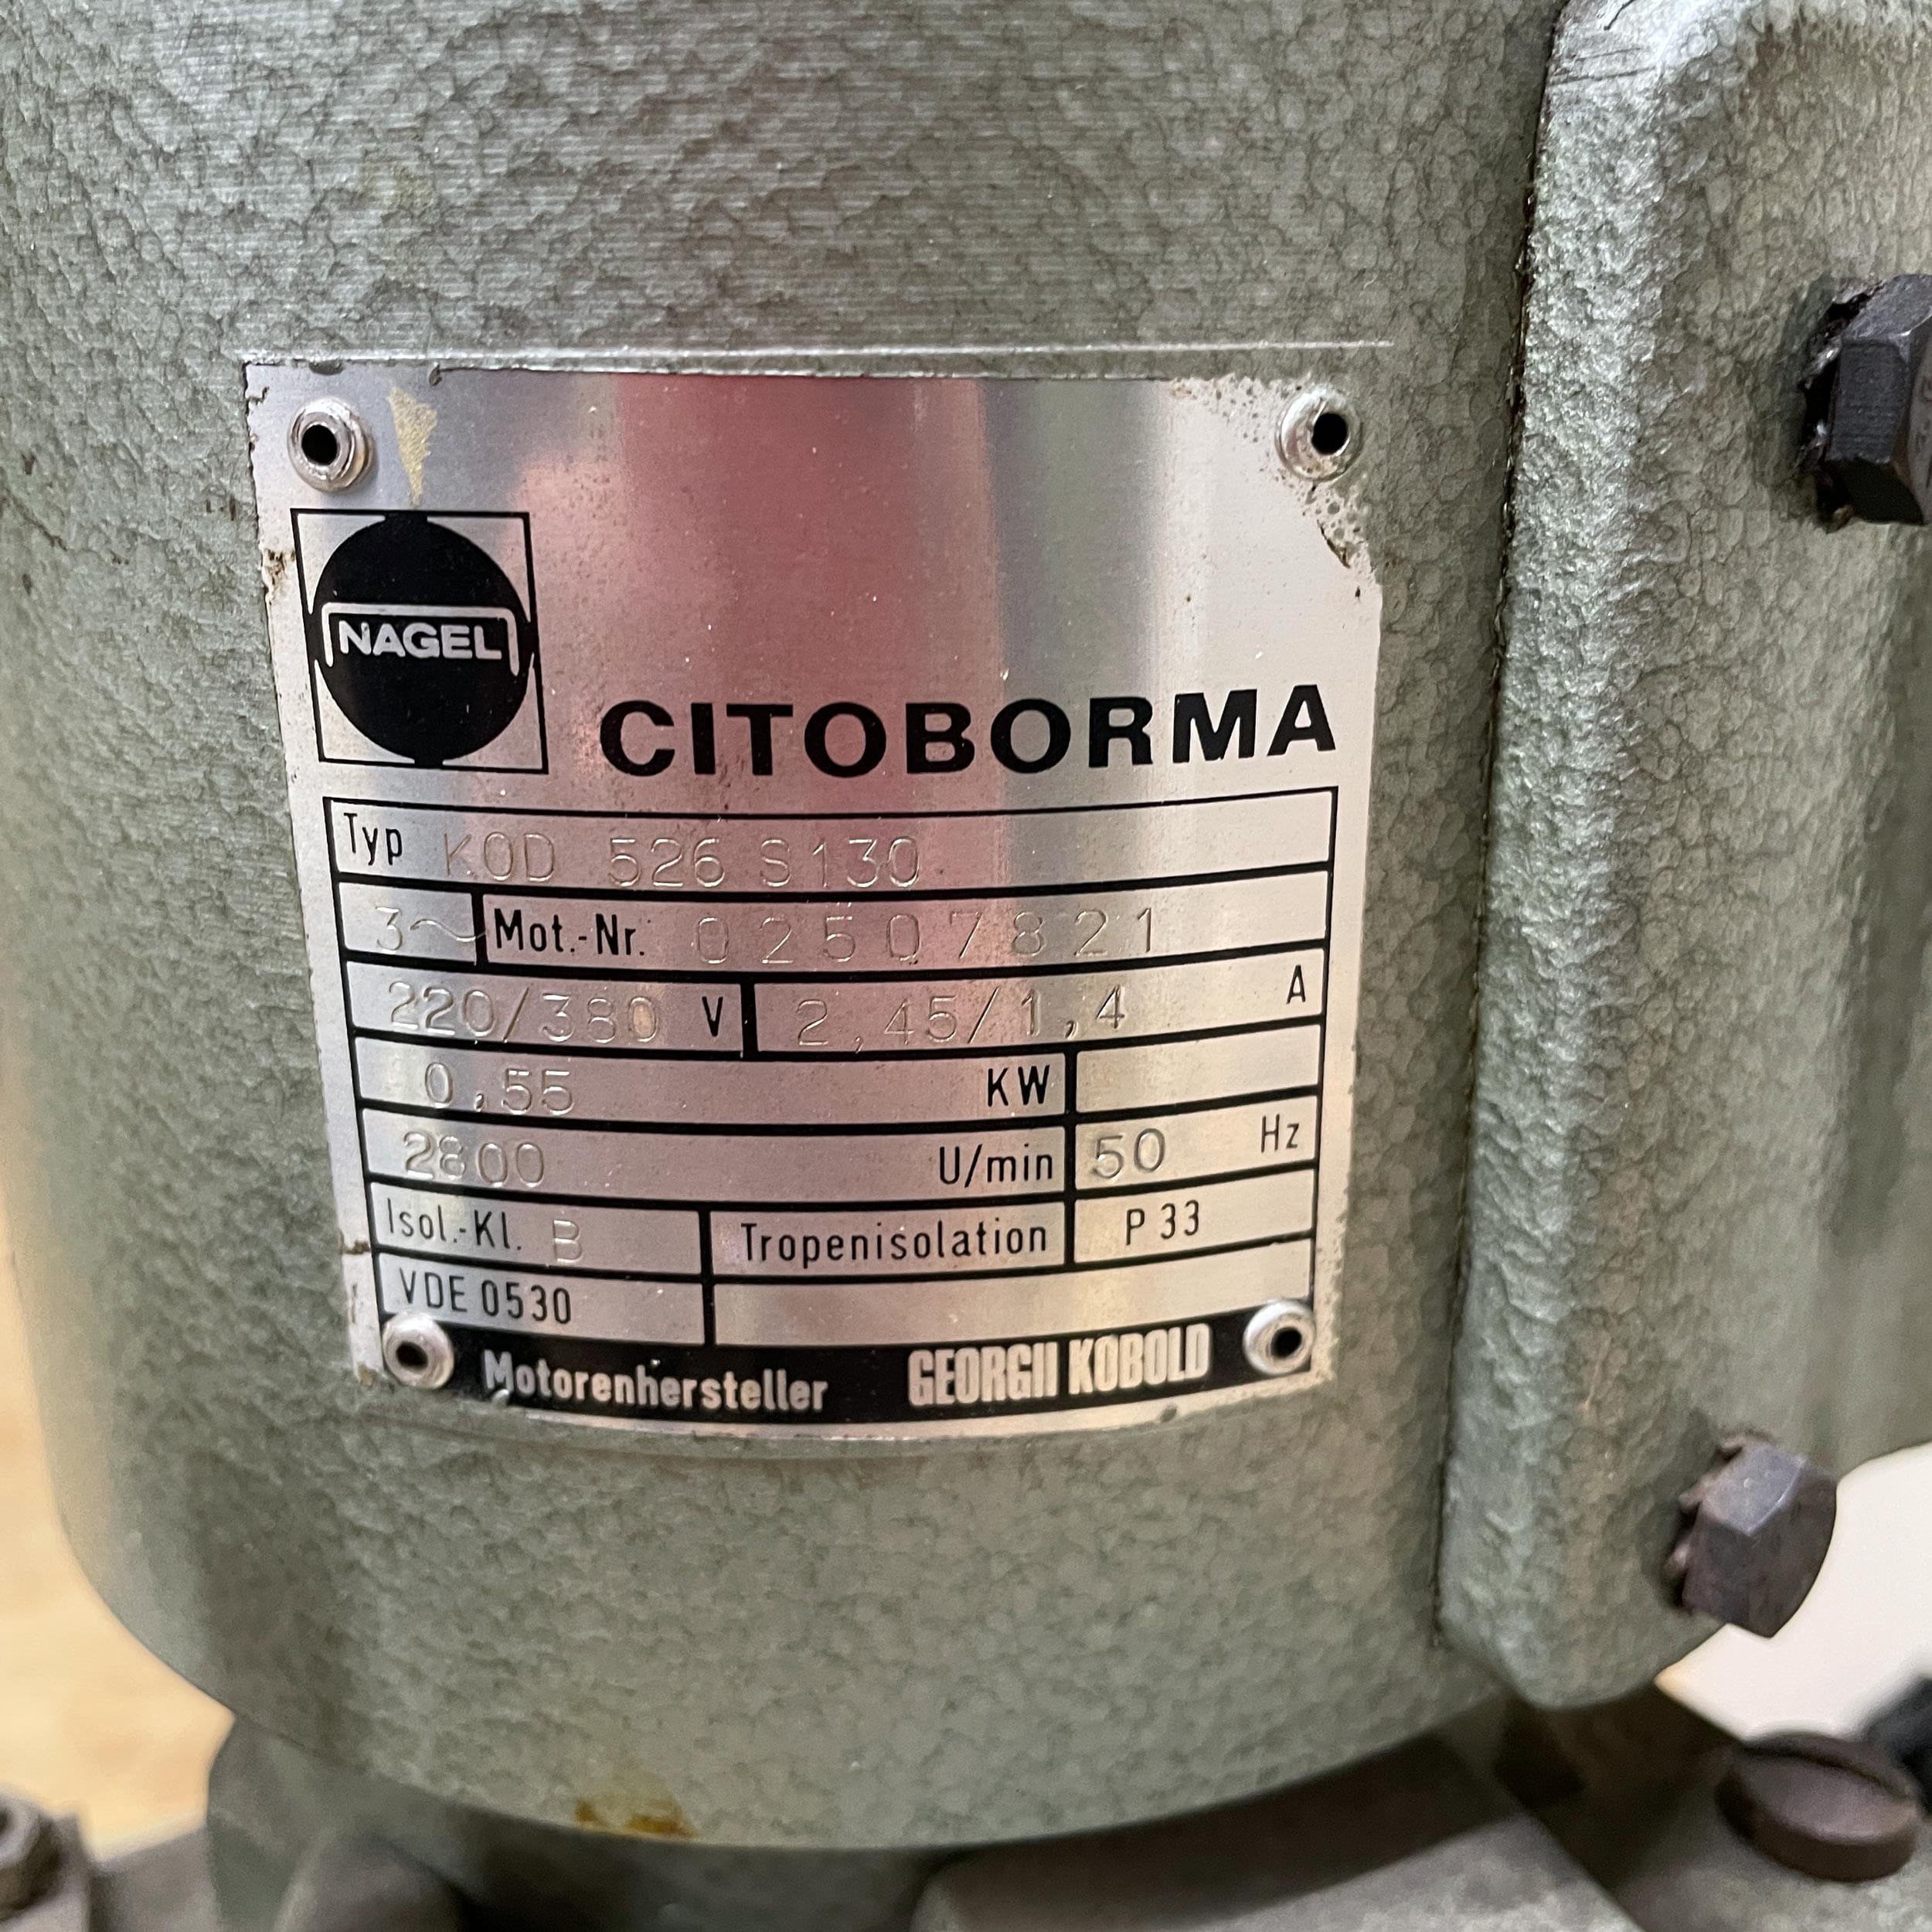 NAGEL
CITOBORMA
Typ KOD 526 S130
3~ Mot.-Nr. 02507821
220/380 V 2,45/1,4 A
0,55 KW
2800 U/min 50 Hz
Isol.-Kl. B Tropenisolation P 33
VDE 0530
Motorenhersteller GEORGII KOBOLD